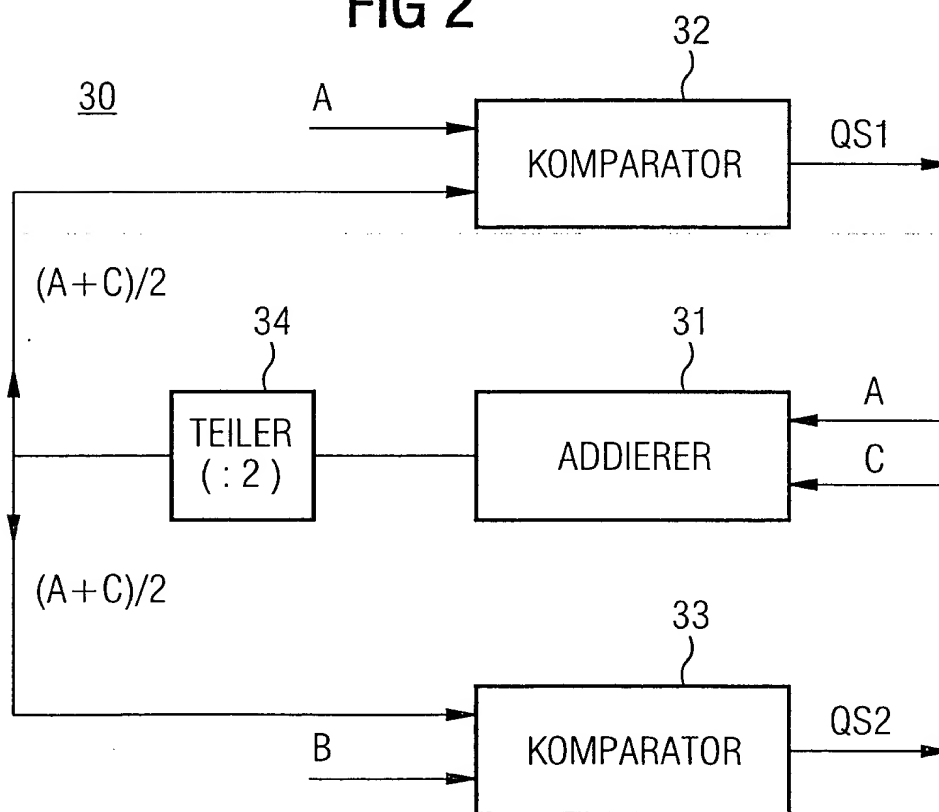 FIG 2
32
30
A
QS1
KOMPARATOR
(A+C)/2
34
31
A
TEILER
(:2)
ADDIERER
C
(A+C)/2
33
QS2
B
KOMPARATOR